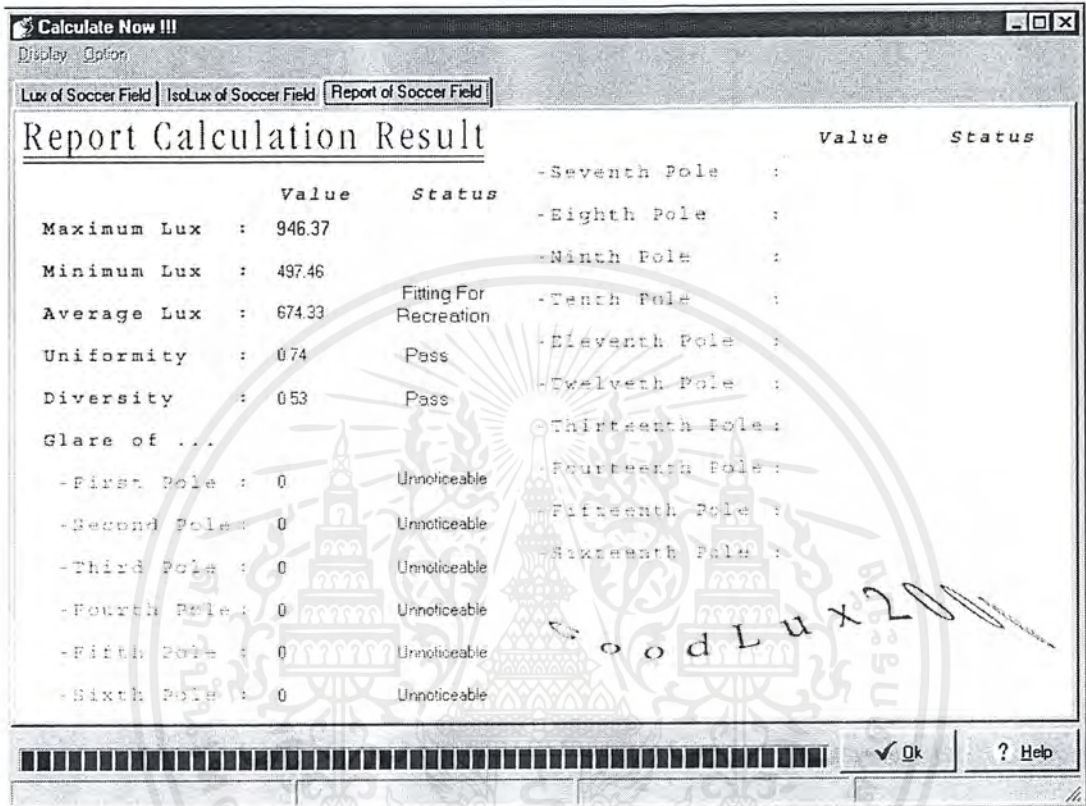 Calculate Now !!!
Display Option
Lux of Soccer Field IsoLux of Soccer Field Report of Soccer Field
Report Calculation Result
Value Status
Maximum Lux : 946.37
Minimum Lux : 497.46
Average Lux : 674.33 Fitting For Recreation
Uniformity : 0.74 Pass
Diversity : 0.53 Pass
Glare of ...
-First Pole : 0 Unnoticeable
-Second Pole : 0 Unnoticeable
-Third Pole : 0 Unnoticeable
-Fourth Pole : 0 Unnoticeable
-Fifth Pole : 0 Unnoticeable
-Sixth Pole : 0 Unnoticeable
Value Status
-Seventh Pole :
-Eighth Pole :
-Ninth Pole :
-Tenth Pole :
-Eleventh Pole :
-Twelveth Pole :
-Thirteenth Pole :
-Fourteenth Pole :
-Fifteenth Pole :
-Sixteenth Pole :
GoodLux2000
Ok ? Help